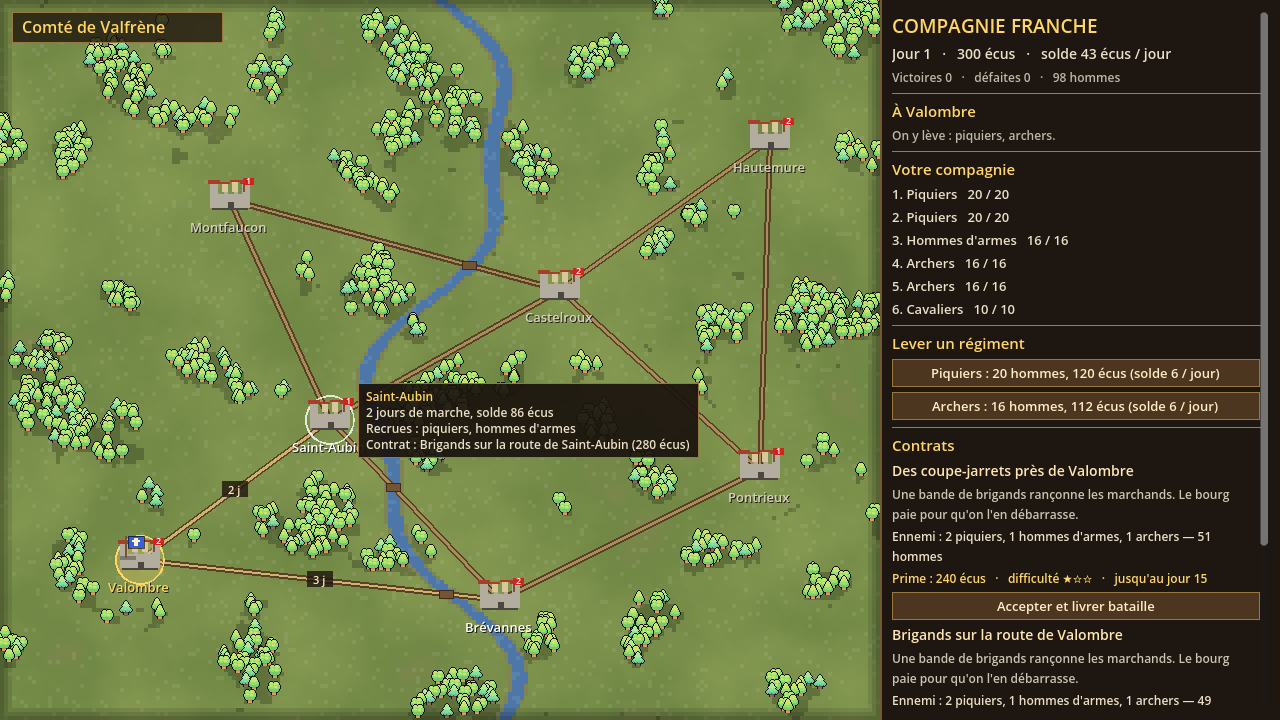 Comté de Valfrène
2
Hautemure
1
Montfaucon
2
Castelroux
1
Saint-Aubin
Saint-Aubin
2 jours de marche, solde 86 écus
Recrues : piquiers, hommes d'armes
Contrat : Brigands sur la route de Saint-Aubin (280 écus)
1
Pontrieux
2 j
2
Valombre
3 j
2
Brévannes
COMPAGNIE FRANCHE
Jour 1 · 300 écus · solde 43 écus / jour
Victoires 0 · défaites 0 · 98 hommes
À Valombre
On y lève : piquiers, archers.
Votre compagnie
1. Piquiers 20 / 20
2. Piquiers 20 / 20
3. Hommes d'armes 16 / 16
4. Archers 16 / 16
5. Archers 16 / 16
6. Cavaliers 10 / 10
Lever un régiment
Piquiers : 20 hommes, 120 écus (solde 6 / jour)
Archers : 16 hommes, 112 écus (solde 6 / jour)
Contrats
Des coupe-jarrets près de Valombre
Une bande de brigands rançonne les marchands. Le bourg
paie pour qu'on l'en débarrasse.
Ennemi : 2 piquiers, 1 hommes d'armes, 1 archers — 51
hommes
Prime : 240 écus · difficulté ★☆☆ · jusqu'au jour 15
Accepter et livrer bataille
Brigands sur la route de Valombre
Une bande de brigands rançonne les marchands. Le bourg
paie pour qu'on l'en débarrasse.
Ennemi : 2 piquiers, 1 hommes d'armes, 1 archers — 49